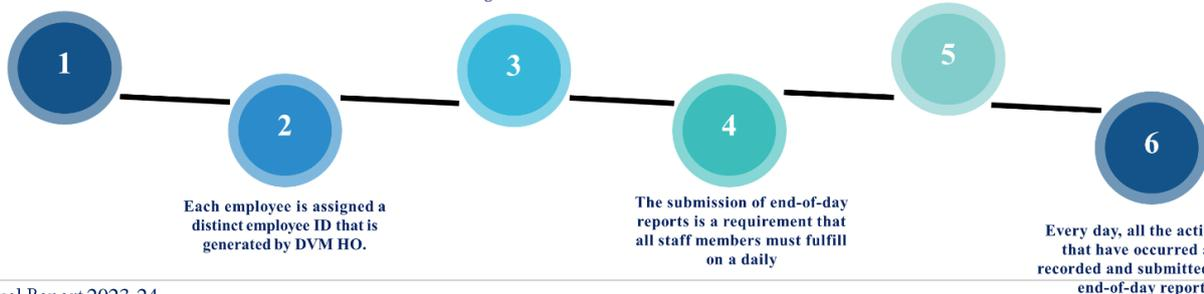 1
2
3
4
5
6
Each employee is assigned a
distinct employee ID that is
generated by DVM HO.
The submission of end-of-day
reports is a requirement that
all staff members must fulfill
on a daily
Every day, all the acti
that have occurred
recorded and submitte
end-of-day report
Report 2023-24